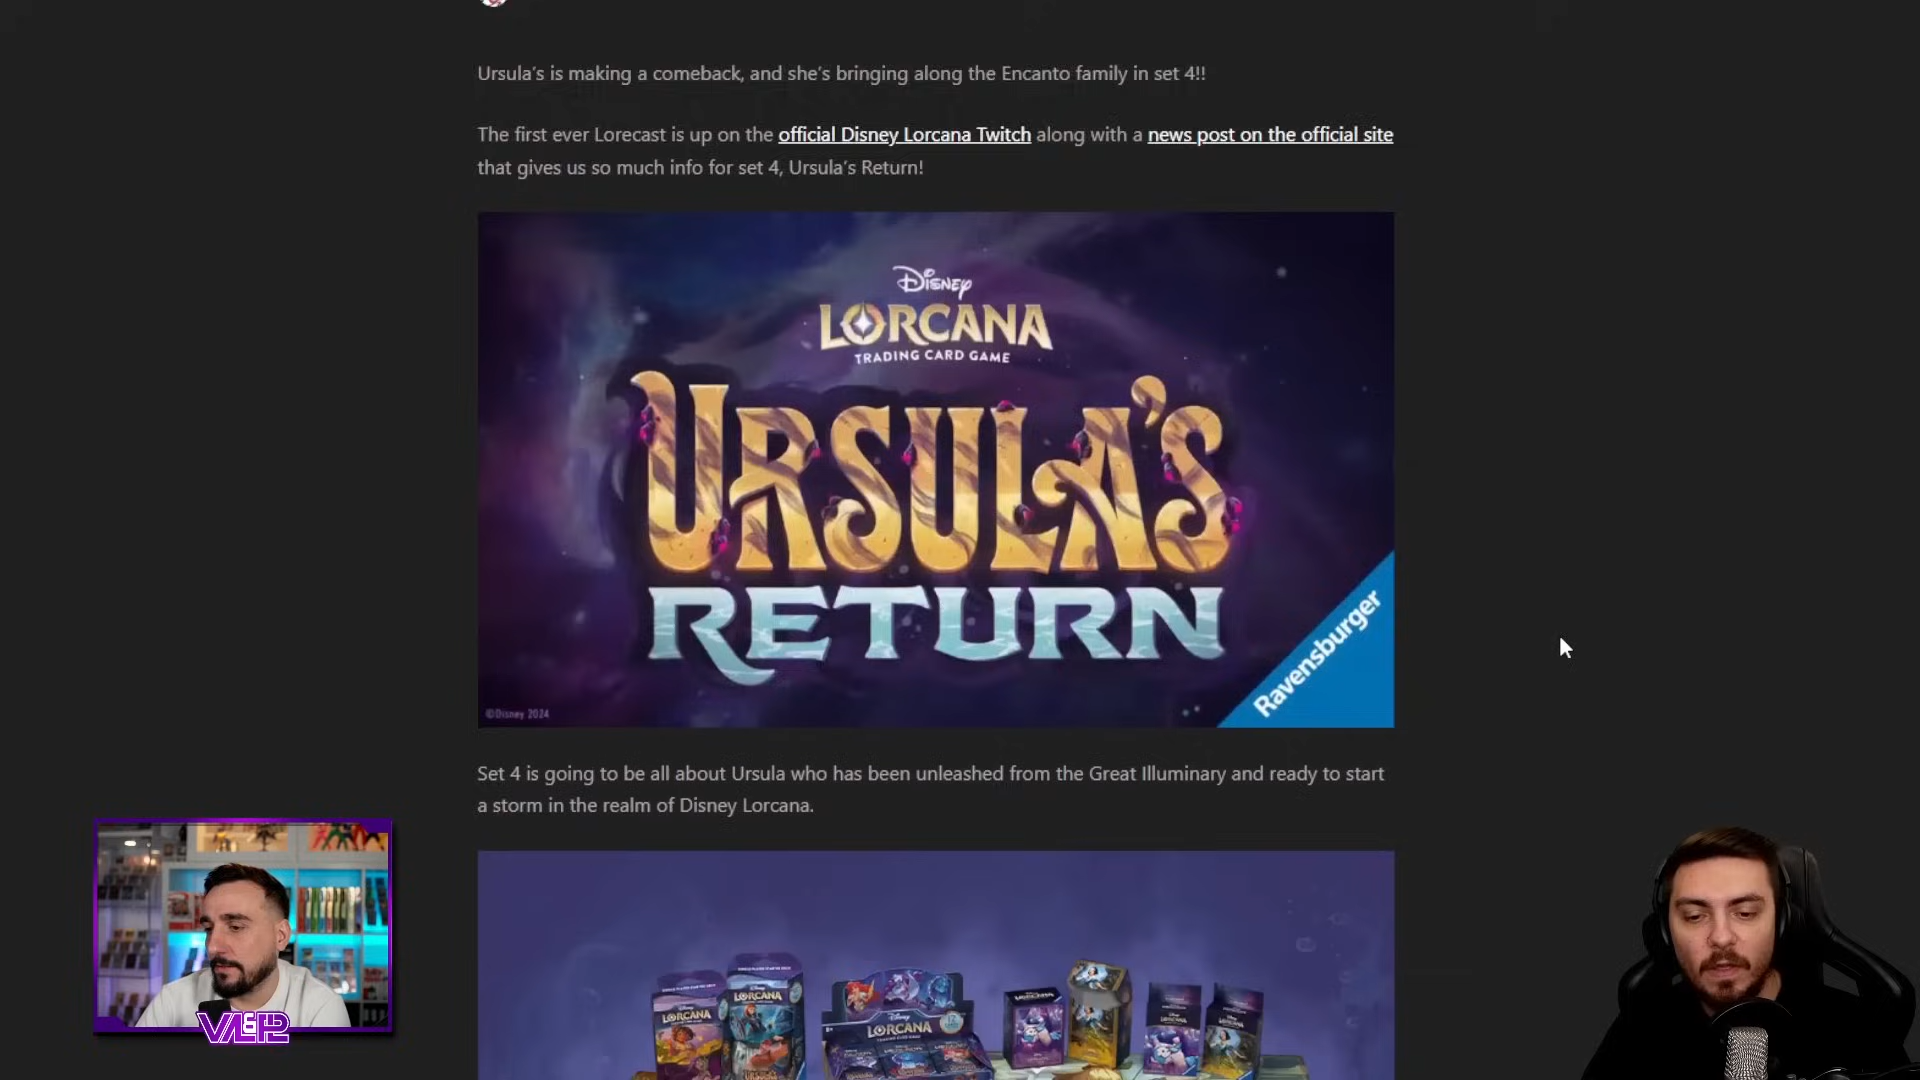 Ursula's is making a comeback, and she's bringing along the Encanto family in set 4!!
The first ever Lorecast is up on the official Disney Lorcana Twitch along with a news post on the official site
that gives us so much info for set 4, Ursula's Return!
Disney
LORCANA
TRADING CARD GAME
URSULA'S
RETURN
Ravensburger
©Disney 2024
Set 4 is going to be all about Ursula who has been unleashed from the Great Illuminary and ready to start
a storm in the realm of Disney Lorcana.
LORCANA
LORCANA
LORCANA
LORCANA